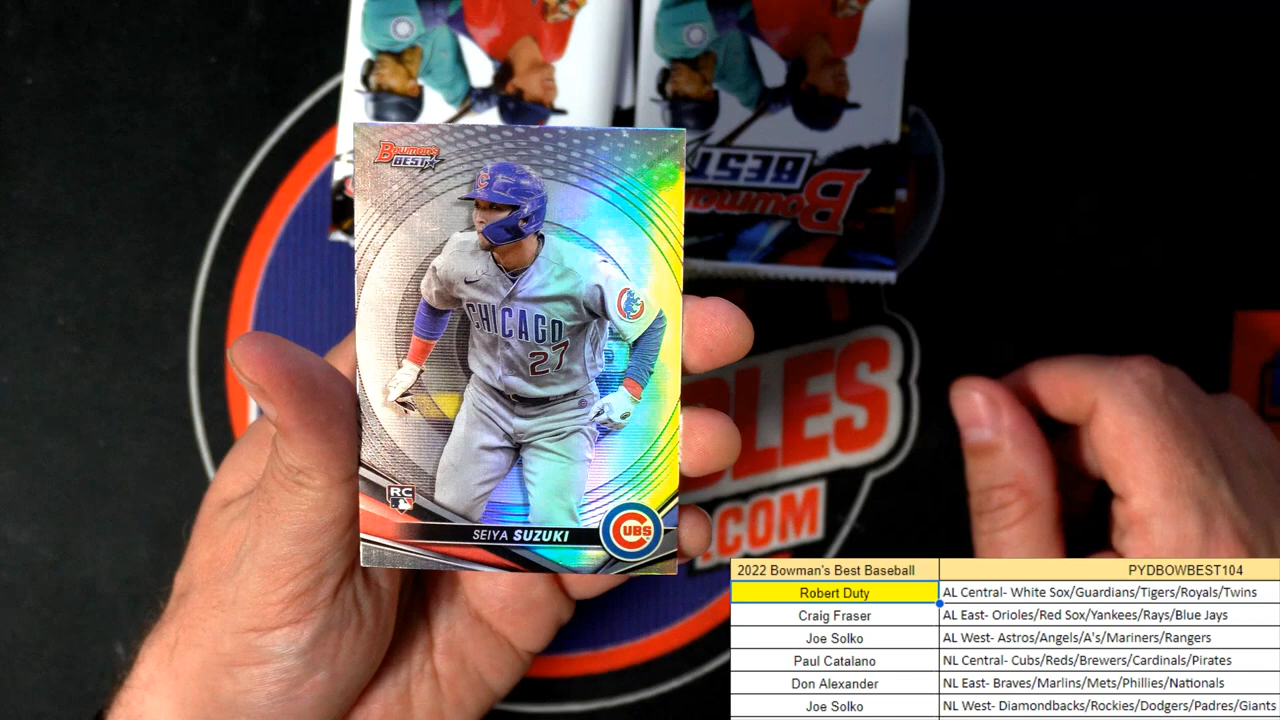 BEST
Bowman
Bowman's
BEST
C
CHICAGO
27
RC
SEIYA SUZUKI
CUBS
OLES
.COM
2022 Bowman's Best Baseball PYDBOWBEST104
Robert Duty AL Central- White Sox/Guardians/Tigers/Royals/Twins
Craig Fraser AL East- Orioles/Red Sox/Yankees/Rays/Blue Jays
Joe Solko AL West- Astros/Angels/A's/Mariners/Rangers
Paul Catalano NL Central- Cubs/Reds/Brewers/Cardinals/Pirates
Don Alexander NL East- Braves/Marlins/Mets/Phillies/Nationals
Joe Solko NL West- Diamondbacks/Rockies/Dodgers/Padres/Giants